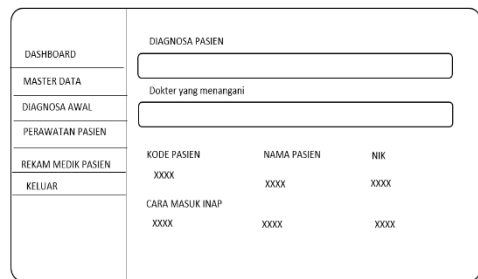 DASHBOARD
MASTER DATA
DIAGNOSA AWAL
PERAWATAN PASIEN
REKAM MEDIK PASIEN
KELUAR
DIAGNOSA PASIEN
Dokter yang menangani
KODE PASIEN NAMA PASIEN NIK
XXXX XXXX XXXX
CARA MASUK INAP
XXXX XXXX XXXX